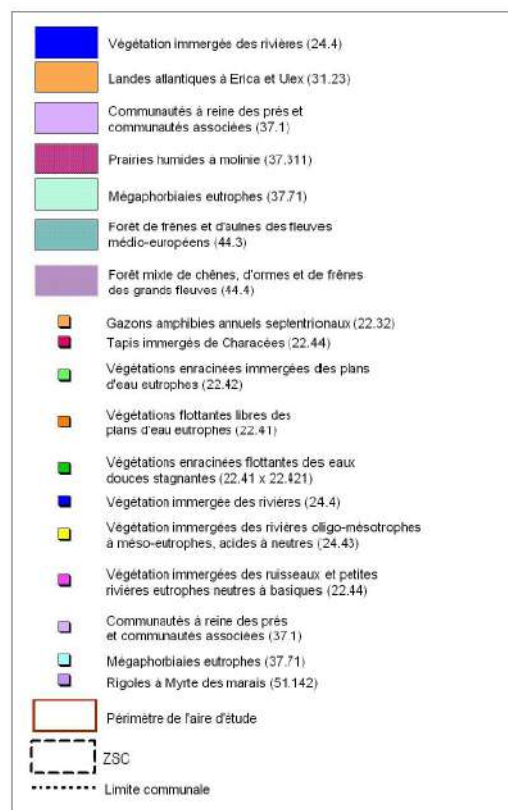 Végétation immergée des rivières (24.4)
Landes atlantiques à Erica et Ulex (31.23)
Communautés à reine des prés et
communautés associées (37.1)
Prairies humides à molinie (37.311)
Mégaphorbiaies eutrophes (37.71)
Forêt de frênes et d'aulnes des fleuves
médio-européens (44.3)
Forêt mixte de chênes, d'ormes et de frênes
des grands fleuves (44.4)
Gazons amphibies annuels septentrionaux (22.32)
Tapis immergés de Characées (22.44)
Végétations enracinées immergées des plans
d'eau eutrophes (22.42)
Végétations flottantes libres des
plans d'eau eutrophes (22.41)
Végétations enracinées flottantes des eaux
douces stagnantes (22.41 x 22.421)
Végétation immergée des rivières (24.4)
Végétation immergées des rivières oligo-mésotrophes
à méso-eutrophes, acides à neutres (24.43)
Végétation immergées des ruisseaux et petites
rivières eutrophes neutres à basiques (22.44)
Communautés à reine des prés
et communautés associées (37.1)
Mégaphorbiaies eutrophes (37.71)
Rigoles à Myrte des marais (51.142)
Périmètre de l'aire d'étude
ZSC
Limite communale